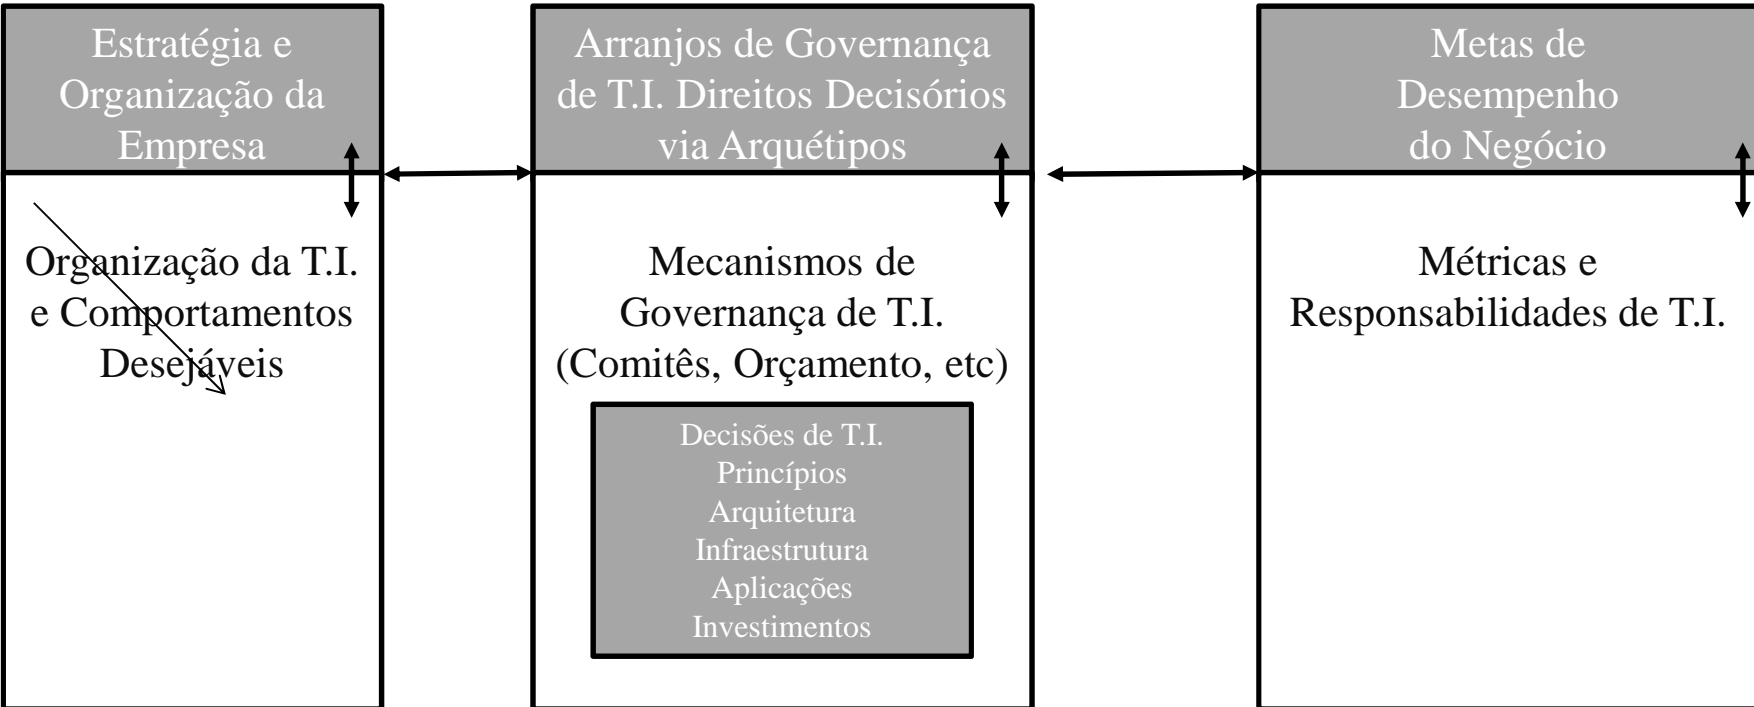 Estratégia e
Organização da
Empresa
Organização da T.I.
e Comportamentos
Desejáveis
Arranjos de Governança
de T.I. Direitos Decisórios
via Arquétipos
Mecanismos de
Governança de T.I.
(Comitês, Orçamento, etc)
Decisões de T.I.
Princípios
Arquitetura
Infraestrutura
Aplicações
Investimentos
Metas de
Desempenho
do Negócio
Métricas e
Responsabilidades de T.I.